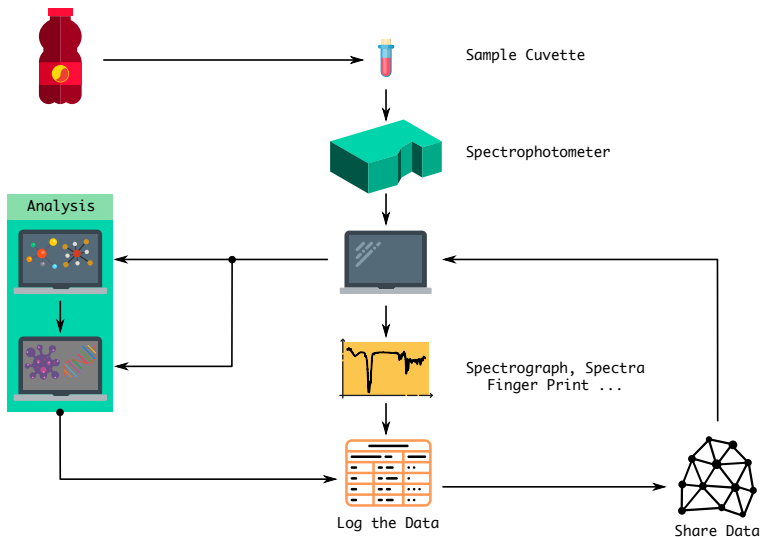 Sample Cuvette
Spectrophotometer
Analysis
Spectrograph, Spectra
Finger Print ...
Log the Data
Share Data